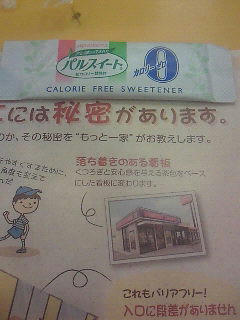 パルスイート
カロリーゼロ
0
CALORIE FREE SWEETENER
には秘密があります。
か、その秘密を"もっと一家"がお教えします。
落ち着きのある看板
くつろぎと安心感を与える茶色をベース
にした看板に変わります。
これもバリアフリー!
入口に段差がありません